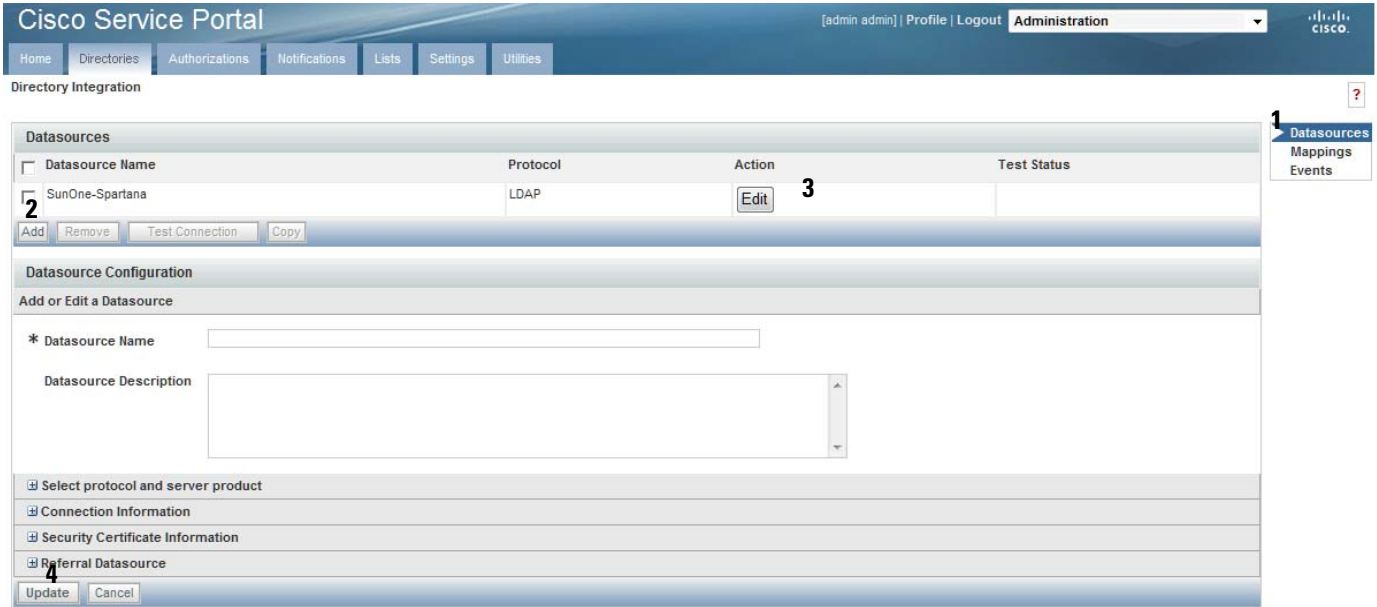 Cisco Service Portal
[admin admin] | Profile | Logout Administration
CISCO.
Home Directories Authorizations Notifications Lists Settings Utilities
Directory Integration
?
1
Datasources
Mappings
Events
Datasources
Datasource Name Protocol Action Test Status
SunOne-Spartana LDAP Edit 3
2
Add Remove Test Connection Copy
Datasource Configuration
Add or Edit a Datasource
* Datasource Name
Datasource Description
Select protocol and server product
Connection Information
Security Certificate Information
Referral Datasource
4
Update Cancel